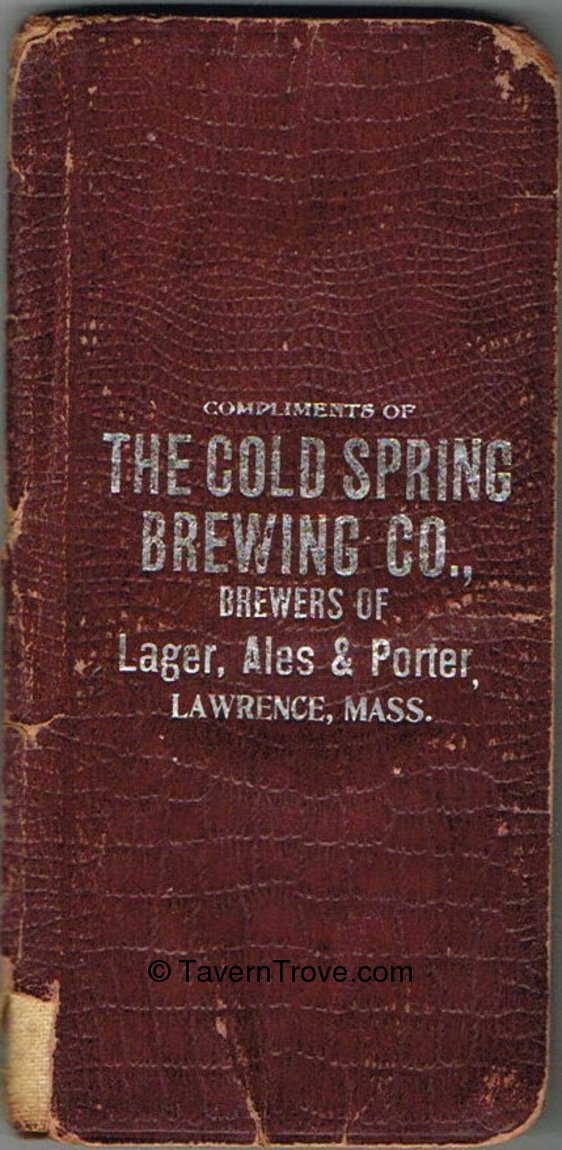 COMPLIMENTS OF
THE COLD SPRING
BREWING CO.,
BREWERS OF
Lager, Ales & Porter,
LAWRENCE, MASS.
© TavernTrove.com